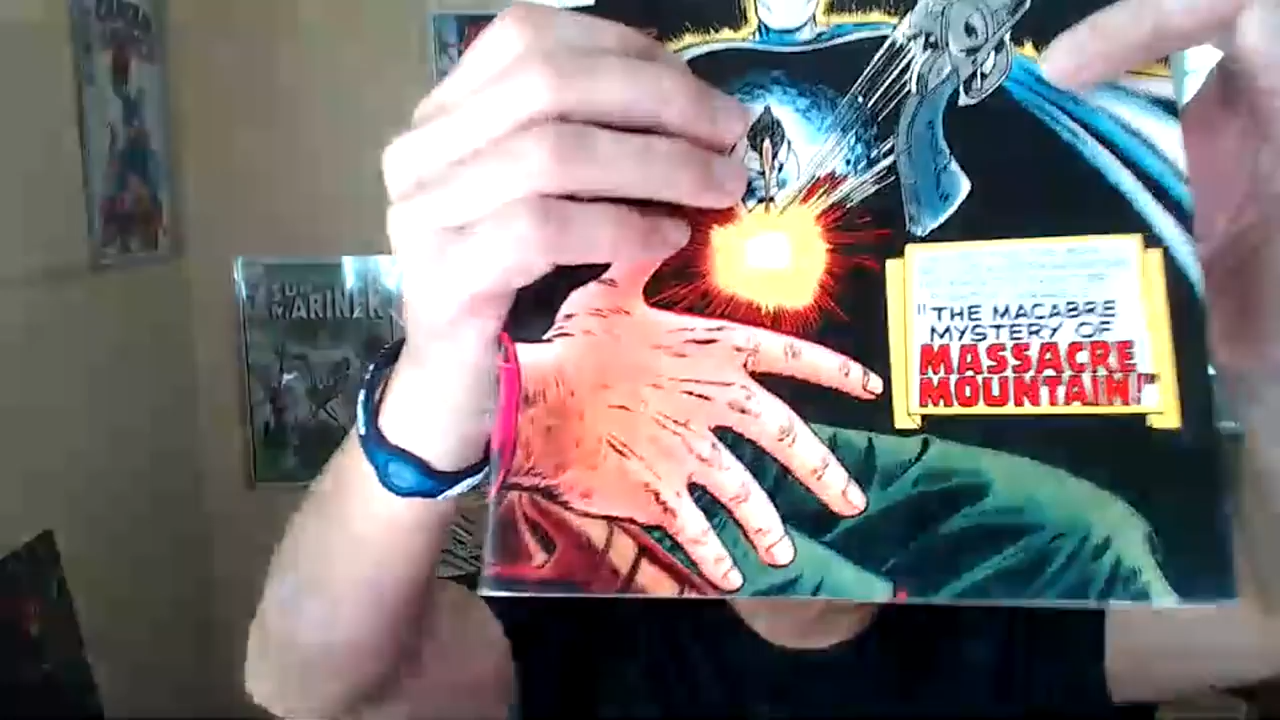 SUB-MARINER
"THE MACABRE
MYSTERY OF
MASSACRE
MOUNTAIN!"